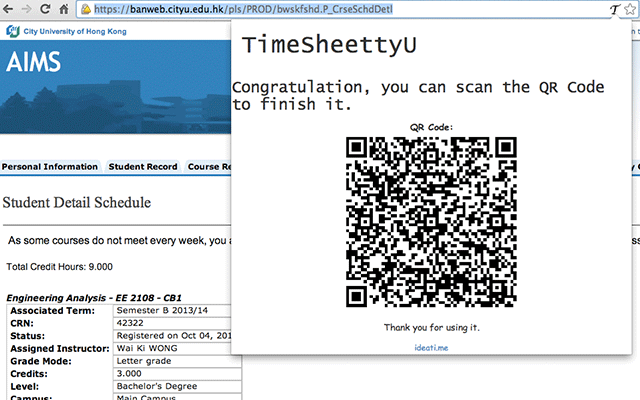 https://banweb.cityu.edu.hk/pls/PROD/bwskfshd.P_CrseSchdDetl
City University of Hong Kong
AIMS
TimeSheettyU
Congratulation, you can scan the QR Code
to finish it.
QR Code:
Thank you for using it.
ideati.me
Personal Information Student Record Course Re
Student Detail Schedule
As some courses do not meet every week, you a
Total Credit Hours: 9.000
Engineering Analysis - EE 2108 - CB1
Associated Term: Semester B 2013/14
CRN: 42322
Status: Registered on Oct 04, 201
Assigned Instructor: Wai Ki WONG
Grade Mode: Letter grade
Credits: 3.000
Level: Bachelor's Degree
Campus: Main Campus